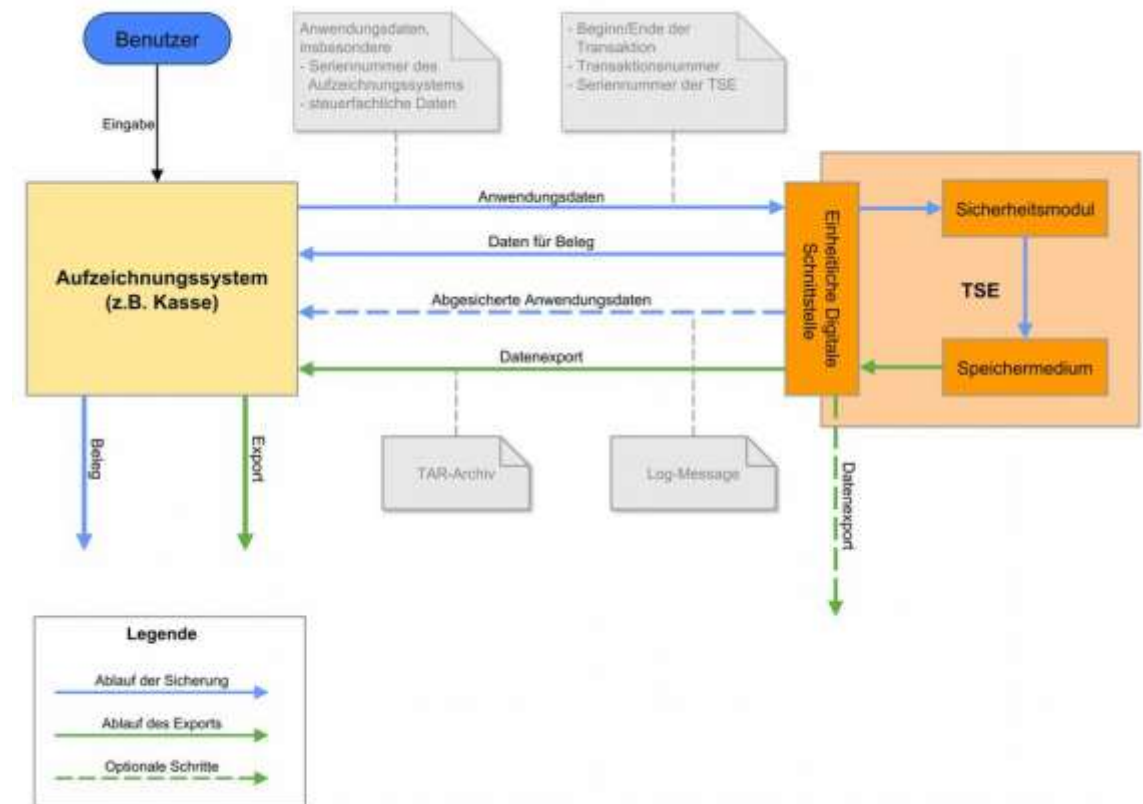 Benutzer
Eingabe
Anwendungsdaten,
insbesondere
- Seriennummer des
Aufzeichnungssystems
- steuerfachliche Daten
- Beginn/Ende der
Transaktion
- Transaktionsnummer
- Seriennummer der TSE
Aufzeichnungssystem
(z.B. Kasse)
Anwendungsdaten
Daten für Beleg
Abgesicherte Anwendungsdaten
Datenexport
Einheitliche Digitale
Schnittstelle
Sicherheitsmodul
TSE
Speichermedium
Beleg
Export
TAR-Archiv
Log-Message
Datenexport
Legende
Ablauf der Sicherung
Ablauf des Exports
Optionale Schritte